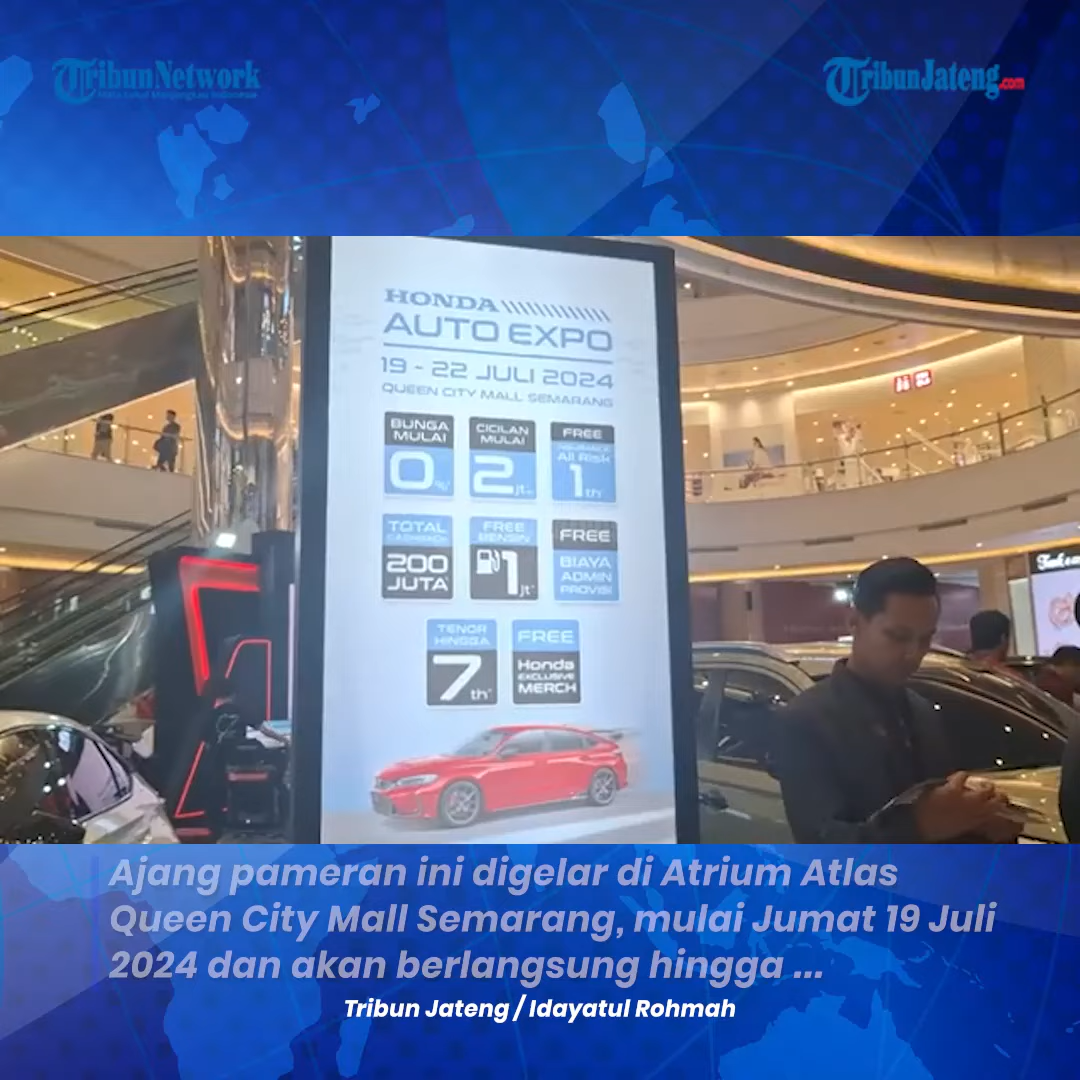 TribunNetwork
TribunJateng.com
HONDA
AUTO EXPO
19 - 22 JULI 2024
QUEEN CITY MALL SEMARANG
BUNGA MULAI 0%*
CICILAN MULAI 2jt-an
FREE INSURANCE All Risk 1th
TOTAL CASHBACK 200 JUTA*
FREE BENSIN 1jt*
FREE BIAYA ADMIN PROVISI
TENOR HINGGA 7th*
FREE Honda EXCLUSIVE MERCH
Ajang pameran ini digelar di Atrium Atlas
Queen City Mall Semarang, mulai Jumat 19 Juli
2024 dan akan berlangsung hingga ...
Tribun Jateng / Idayatul Rohmah